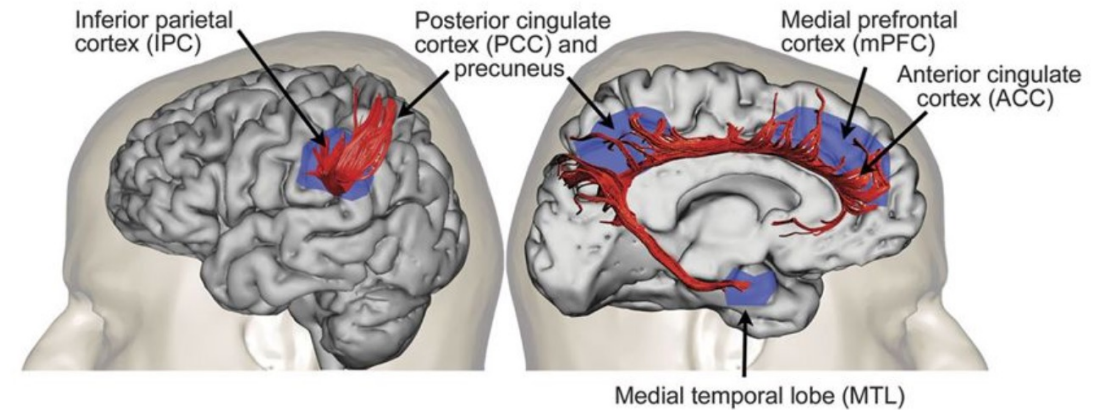 Inferior parietal
cortex (IPC)
Posterior cingulate
cortex (PCC) and
precuneus
Medial prefrontal
cortex (mPFC)
Anterior cingulate
cortex (ACC)
Medial temporal lobe (MTL)